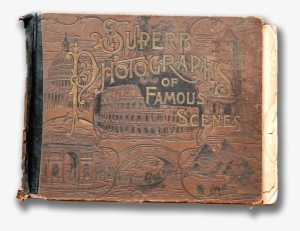 SUPERB
PHOTOGRAPHS
OF
FAMOUS
SCENES